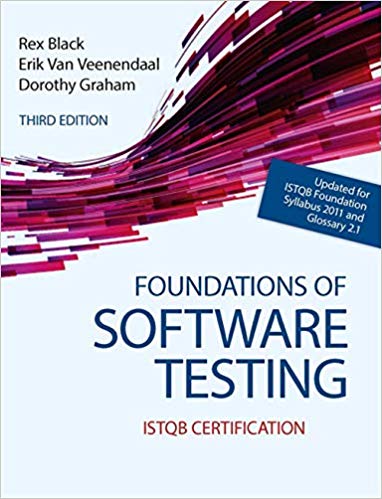 Rex Black
Erik Van Veenendaal
Dorothy Graham
THIRD EDITION
Updated for
ISTQB Foundation
Syllabus 2011 and
Glossary 2.1
FOUNDATIONS OF
SOFTWARE
TESTING
ISTQB CERTIFICATION